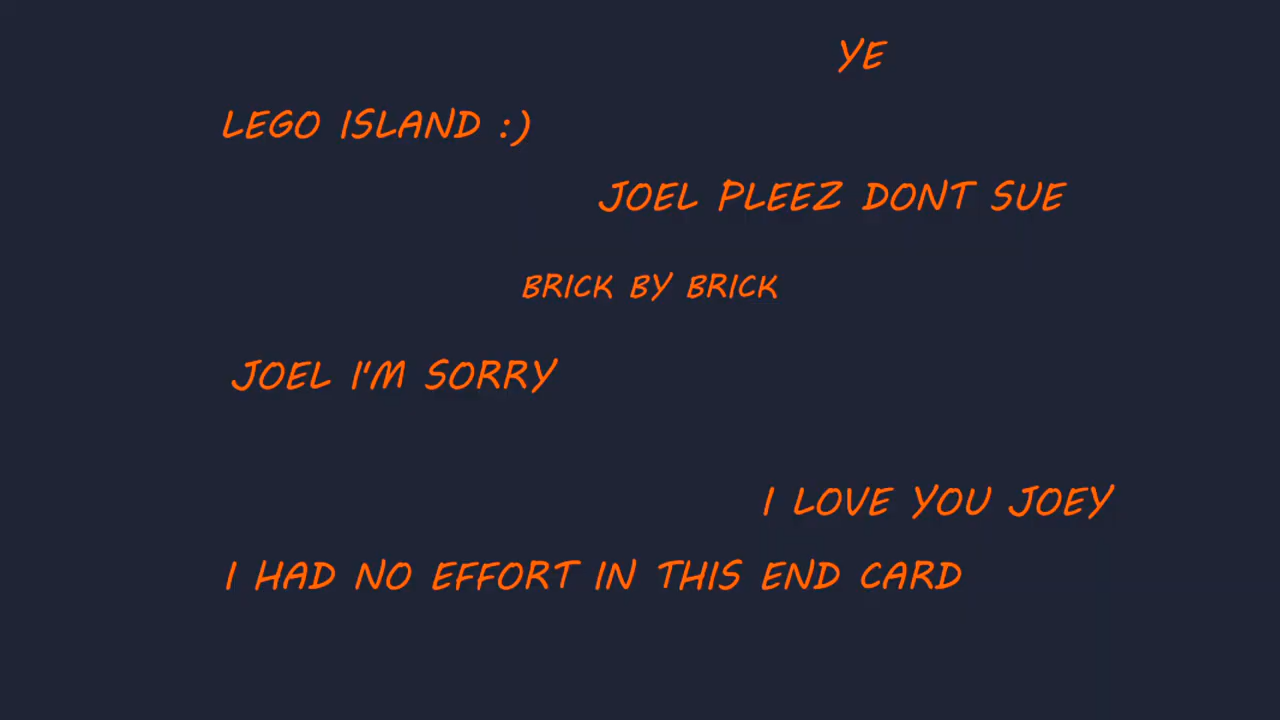 YE
LEGO ISLAND :)
JOEL PLEEZ DONT SUE
BRICK BY BRICK
JOEL I'M SORRY
I LOVE YOU JOEY
I HAD NO EFFORT IN THIS END CARD